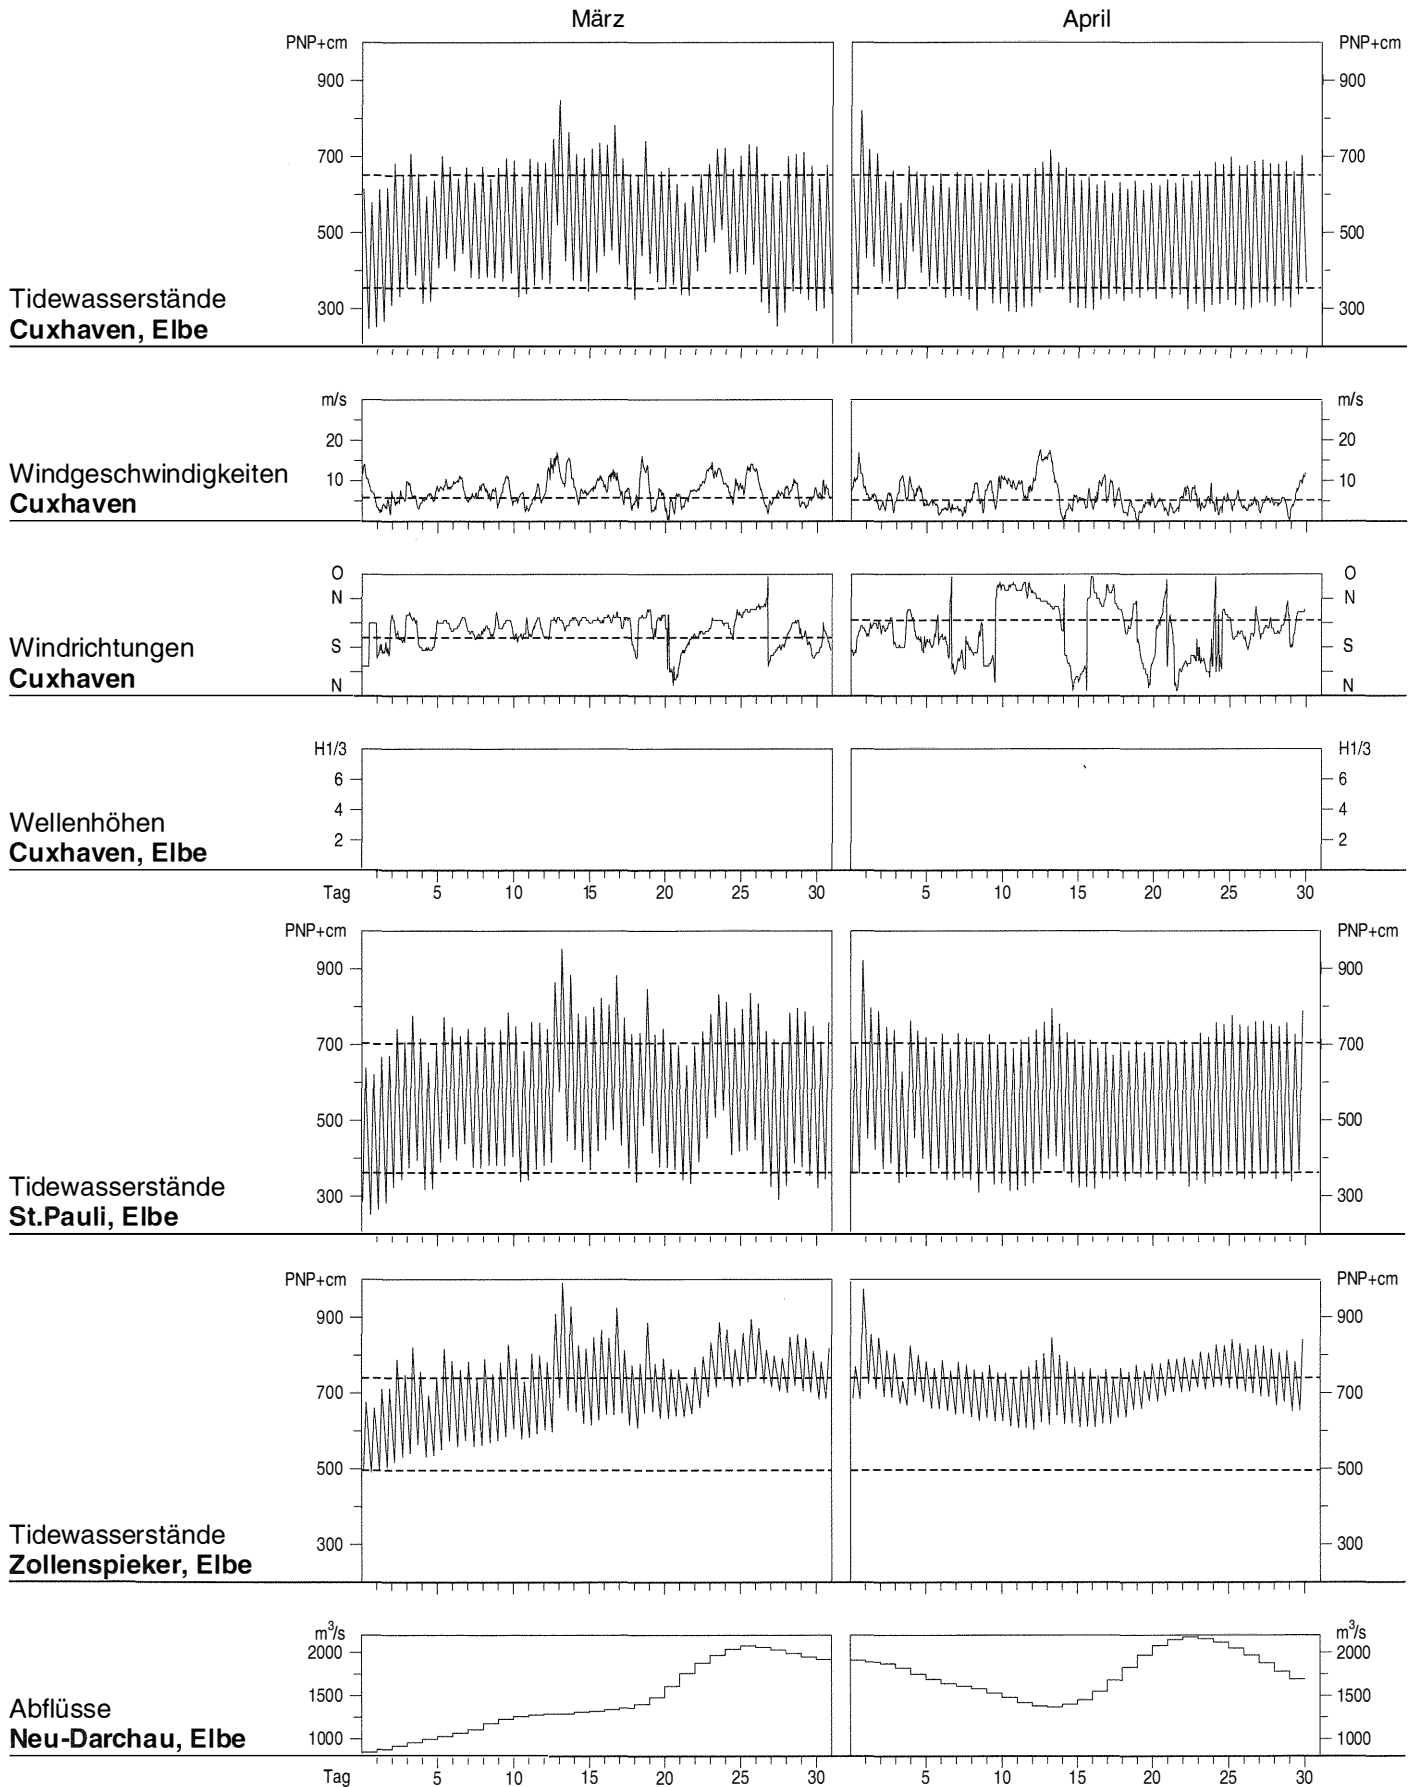 März April
PNP+cm PNP+cm
900 900
700 700
500 500
300 300
Tidewasserstände
Cuxhaven, Elbe
m/s m/s
20 20
10 10
Windgeschwindigkeiten
Cuxhaven
O O
N N
S S
N N
Windrichtungen
Cuxhaven
H1/3 H1/3
6 6
4 4
2 2
Wellenhöhen
Cuxhaven, Elbe
Tag 5 10 15 20 25 30 5 10 15 20 25 30
PNP+cm PNP+cm
900 900
700 700
500 500
300 300
Tidewasserstände
St.Pauli, Elbe
PNP+cm PNP+cm
900 900
700 700
500 500
300 300
Tidewasserstände
Zollenspieker, Elbe
m³/s m³/s
2000 2000
1500 1500
1000 1000
Abflüsse
Neu-Darchau, Elbe
Tag 5 10 15 20 25 30 5 10 15 20 25 30